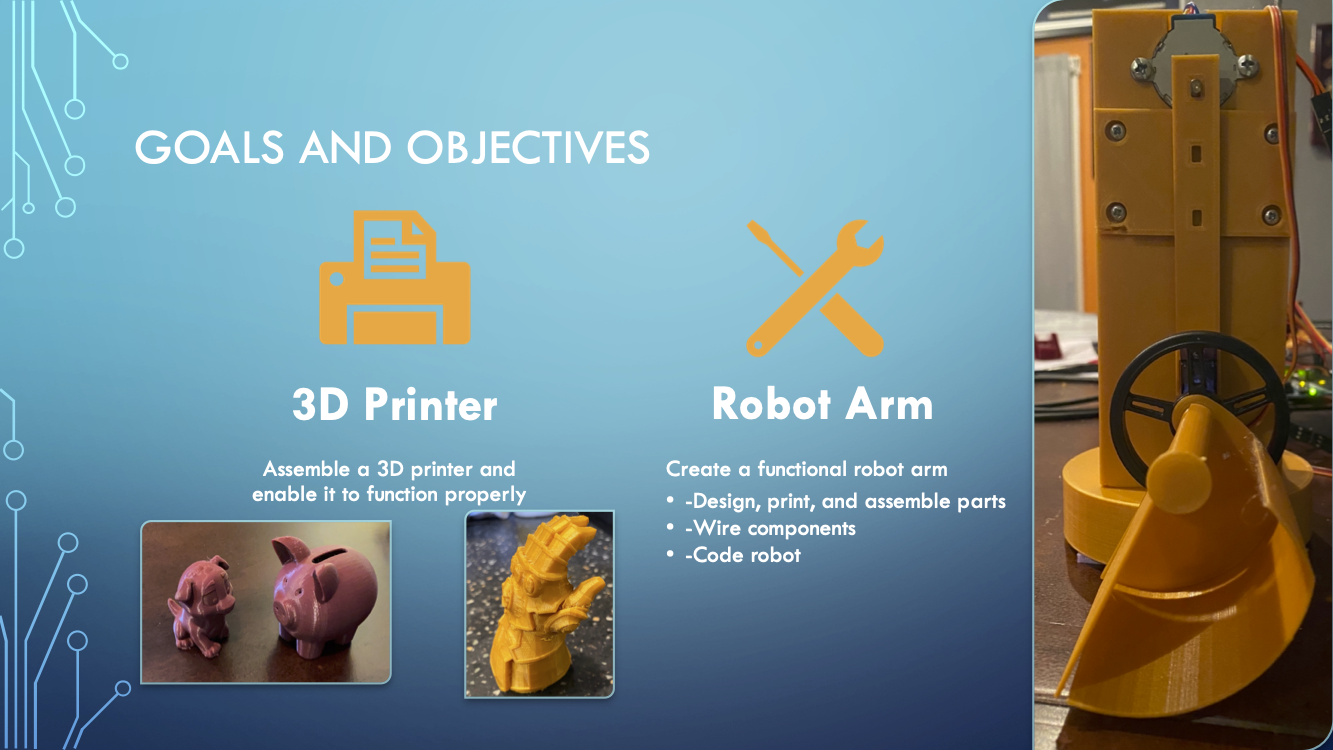 GOALS AND OBJECTIVES
3D Printer
Assemble a 3D printer and
enable it to function properly
Robot Arm
Create a functional robot arm
• -Design, print, and assemble parts
• -Wire components
• -Code robot